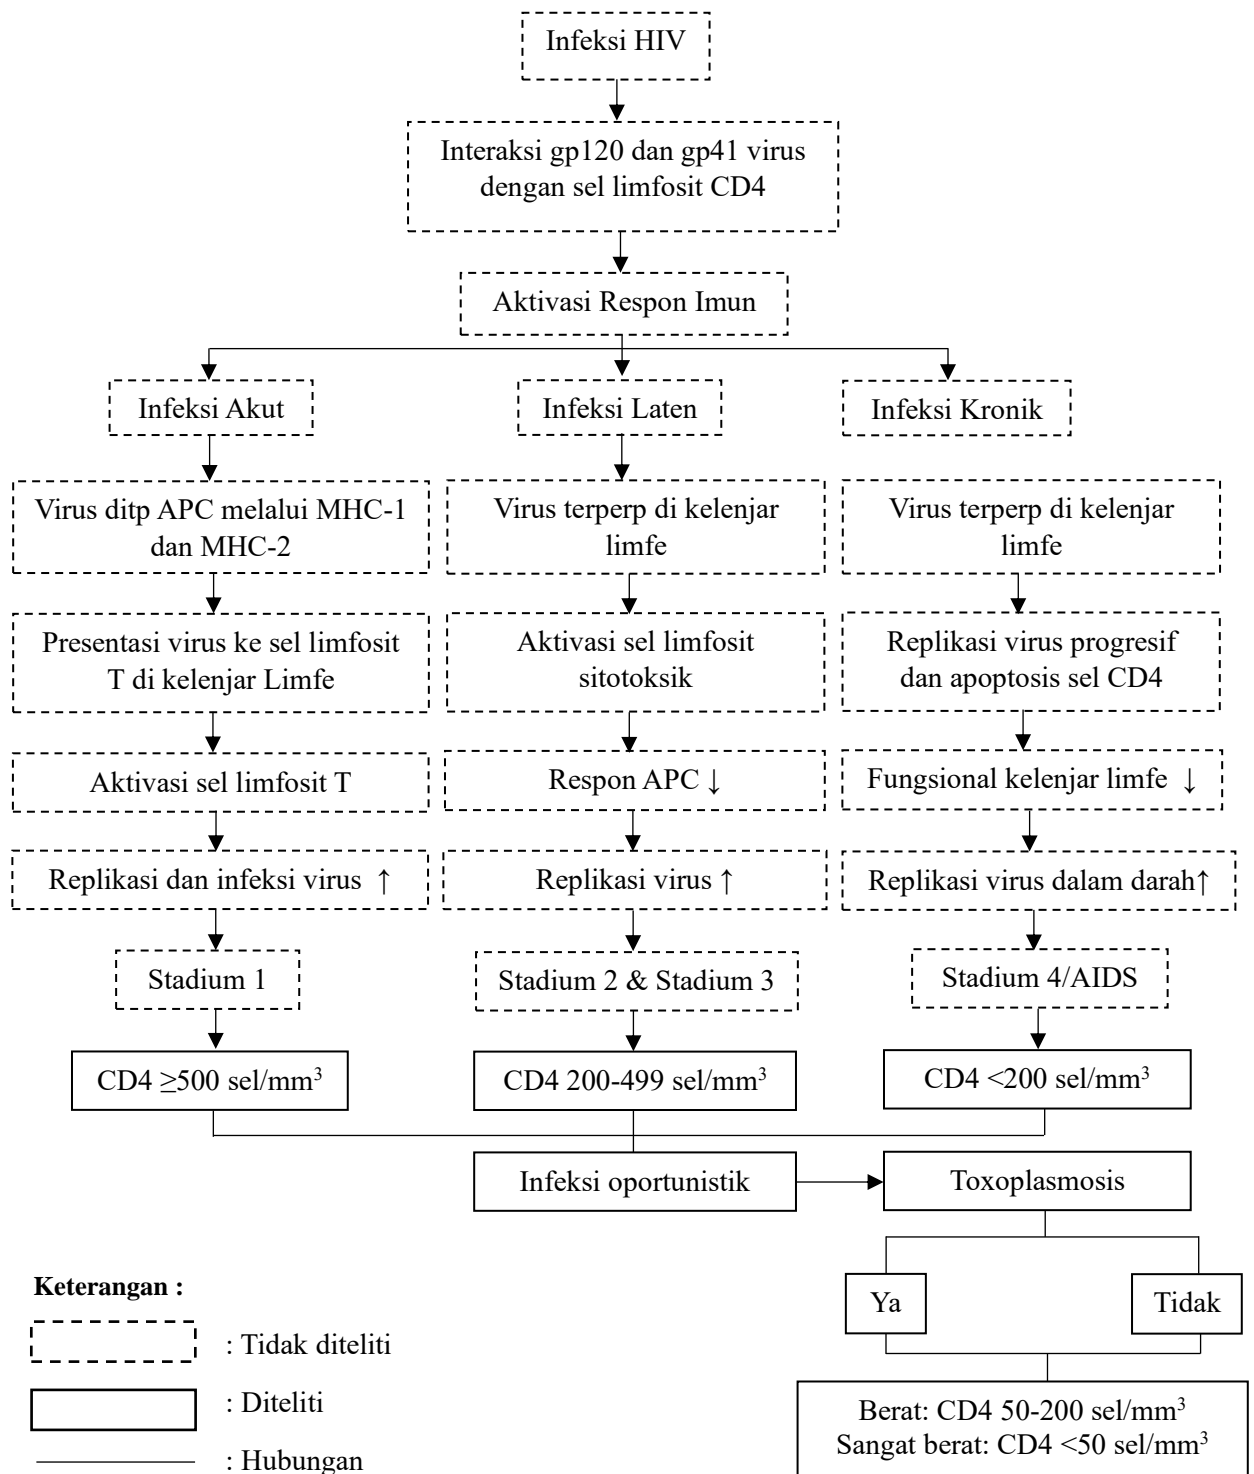 Infeksi HIV
Interaksi gp120 dan gp41 virus
dengan sel limfosit CD4
Aktivasi Respon Imun
Infeksi Akut
Infeksi Laten
Infeksi Kronik
Virus ditp APC melalui MHC-1
dan MHC-2
Virus terperp di kelenjar
limfe
Virus terperp di kelenjar
limfe
Presentasi virus ke sel limfosit
T di kelenjar Limfe
Aktivasi sel limfosit
sitotoksik
Replikasi virus progresif
dan apoptosis sel CD4
Aktivasi sel limfosit T
Respon APC ↓
Fungsional kelenjar limfe ↓
Replikasi dan infeksi virus ↑
Replikasi virus ↑
Replikasi virus dalam darah↑
Stadium 1
Stadium 2 & Stadium 3
Stadium 4/AIDS
CD4 ≥500 sel/mm³
CD4 200-499 sel/mm³
CD4 <200 sel/mm³
Infeksi oportunistik
Toxoplasmosis
Ya
Tidak
Berat: CD4 50-200 sel/mm³
Sangat berat: CD4 <50 sel/mm³
Keterangan :
: Tidak diteliti
: Diteliti
: Hubungan